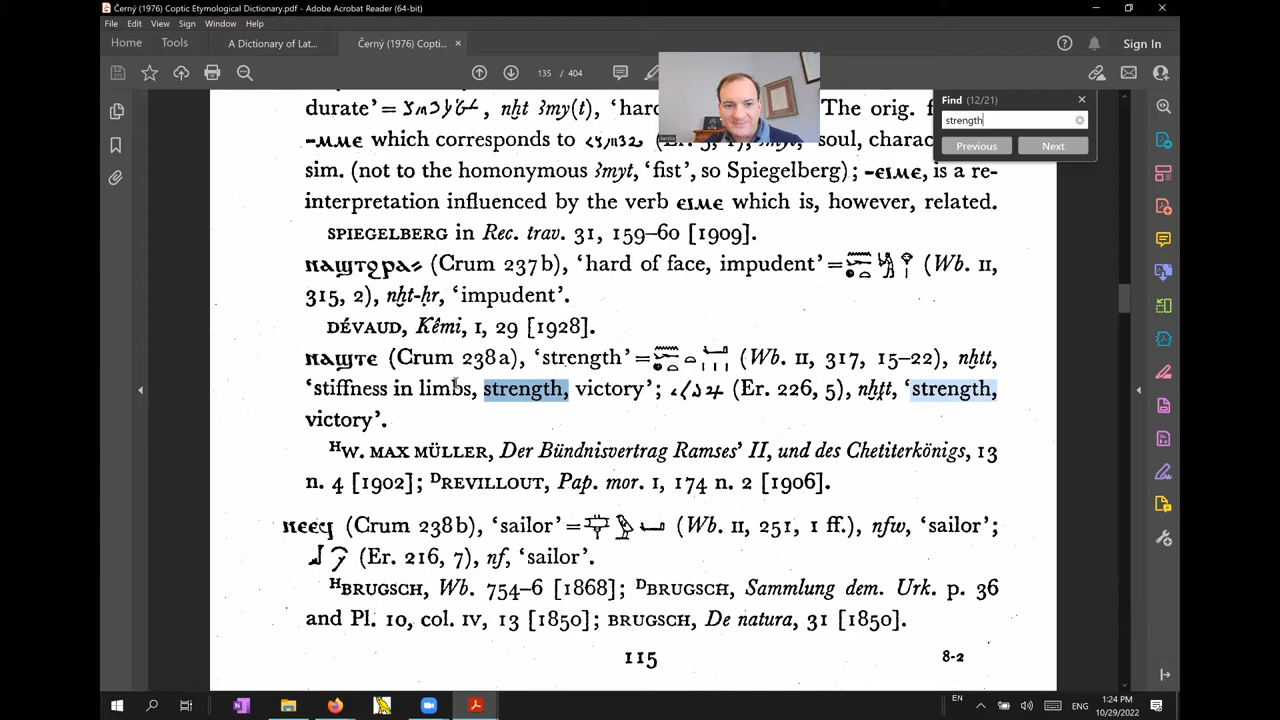 Černý (1976) Coptic Etymological Dictionary.pdf - Adobe Acrobat Reader (64-bit)
File Edit View Sign Window Help
Home Tools A Dictionary of Lat... Černý (1976) Copti... × Sign In
135 / 404
Find (12/21)
strength
Previous Next
durate' = nḫt ꜣmy(t), 'hard The orig. f
-ⲙⲙⲉ which corresponds to soul, charac
sim. (not to the homonymous ꜣmyt, 'fist', so Spiegelberg); -ⲉⲓⲙⲉ, is a re-
interpretation influenced by the verb ⲉⲓⲙⲉ which is, however, related.
SPIEGELBERG in Rec. trav. 31, 159–60 [1909].
ⲛⲁϣⲧϩⲣⲁ⸗ (Crum 237b), 'hard of face, impudent' = (Wb. II,
315, 2), nḫt-ḥr, 'impudent'.
DÉVAUD, Kêmi, 1, 29 [1928].
ⲛⲁϣⲧⲉ (Crum 238a), 'strength' = (Wb. II, 317, 15–22), nḫtt,
'stiffness in limbs, strength, victory'; (Er. 226, 5), 'strength,
victory'.
ᴴW. MAX MÜLLER, Der Bündnisvertrag Ramses' II, und des Chetiterkönigs, 13
n. 4 [1902]; ᴰREVILLOUT, Pap. mor. I, 174 n. 2 [1906].
ⲛⲉⲉϥ (Crum 238b), 'sailor' = (Wb. II, 251, 1 ff.), nfw, 'sailor';
(Er. 216, 7), nf, 'sailor'.
ᴴBRUGSCH, Wb. 754–6 [1868]; ᴰBRUGSCH, Sammlung dem. Urk. p. 36
and Pl. 10, col. IV, 13 [1850]; BRUGSCH, De natura, 31 [1850].
115 8-2
EN
ENG
1:24 PM
10/29/2022